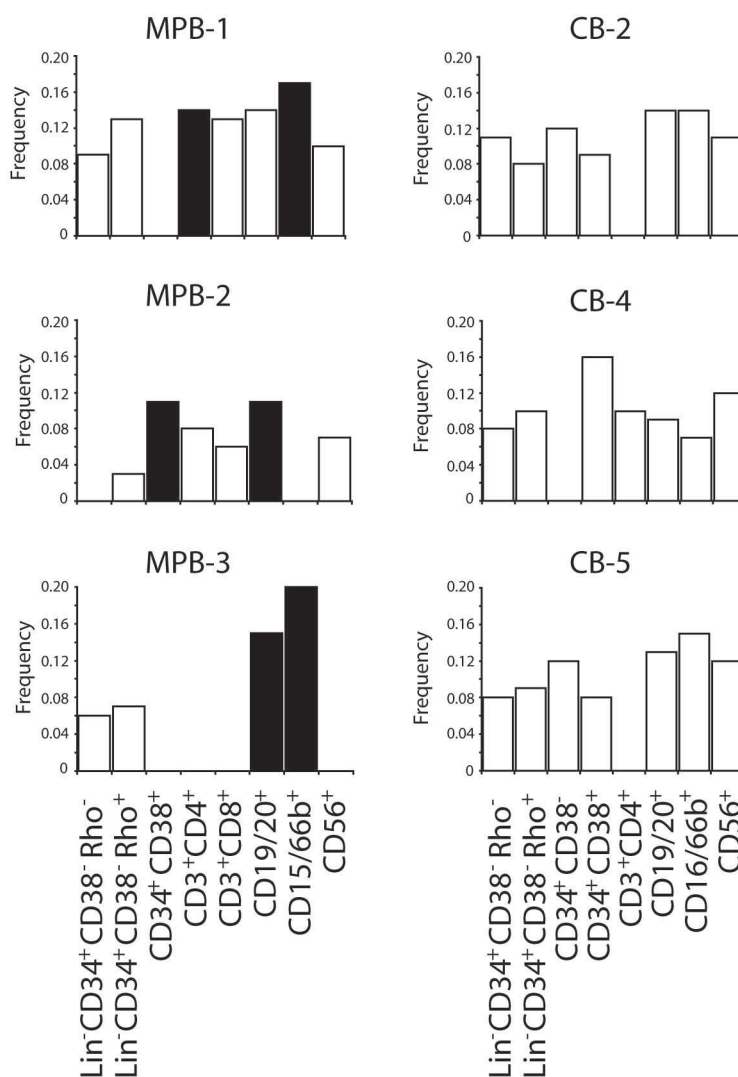 MPB-1
Frequency
0.20
0.16
0.12
0.08
0.04
0
CB-2
Frequency
0.20
0.16
0.12
0.08
0.04
0
MPB-2
Frequency
0.20
0.16
0.12
0.08
0.04
0
CB-4
Frequency
0.20
0.16
0.12
0.08
0.04
0
MPB-3
Frequency
0.20
0.16
0.12
0.08
0.04
0
CB-5
Frequency
0.20
0.16
0.12
0.08
0.04
0
Lin⁻CD34⁺CD38⁻Rho⁻
Lin⁻CD34⁺CD38⁻Rho⁺
CD34⁺CD38⁺
CD3⁺CD4⁺
CD3⁺CD8⁺
CD19/20⁺
CD15/66b⁺
CD56⁺
Lin⁻CD34⁺CD38⁻Rho⁻
Lin⁻CD34⁺CD38⁻Rho⁺
CD34⁺CD38⁻
CD34⁺CD38⁺
CD3⁺CD4⁺
CD19/20⁺
CD16/66b⁺
CD56⁺